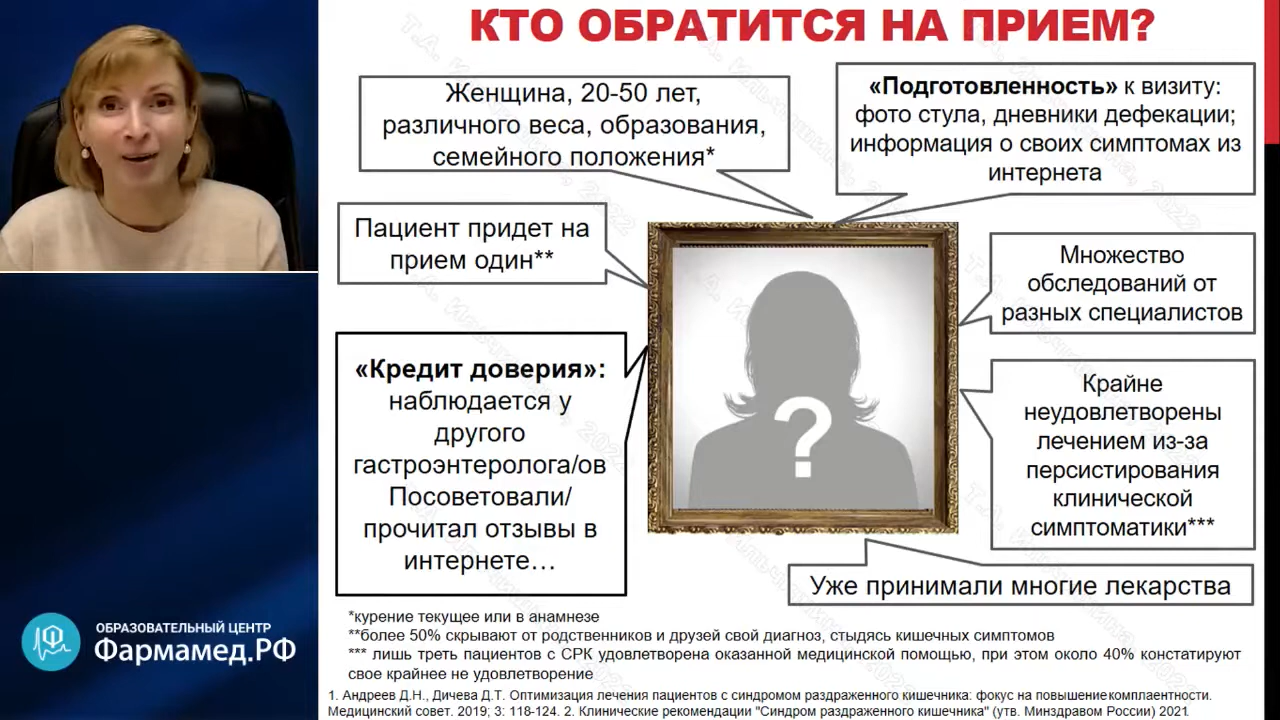 КТО ОБРАТИТСЯ НА ПРИЕМ?
Женщина, 20-50 лет,
различного веса, образования,
семейного положения*
«Подготовленность» к визиту:
фото стула, дневники дефекации;
информация о своих симптомах из
интернета
Пациент придет на
прием один**
Множество
обследований от
разных специалистов
«Кредит доверия»:
наблюдается у
другого
гастроэнтеролога/ов
Посоветовали/
прочитал отзывы в
интернете…
Крайне
неудовлетворены
лечением из-за
персистирования
клинической
симптоматики***
?
Уже принимали многие лекарства
*курение текущее или в анамнезе
**более 50% скрывают от родственников и друзей свой диагноз, стыдясь кишечных симптомов
*** лишь треть пациентов с СРК удовлетворена оказанной медицинской помощью, при этом около 40% констатируют
свое крайнее не удовлетворение
1. Андреев Д.Н., Дичева Д.Т. Оптимизация лечения пациентов с синдромом раздраженного кишечника: фокус на повышение комплаентности.
Медицинский совет. 2019; 3: 118-124. 2. Клинические рекомендации "Синдром раздраженного кишечника" (утв. Минздравом России) 2021
ОБРАЗОВАТЕЛЬНЫЙ ЦЕНТР
Фармамед.РФ